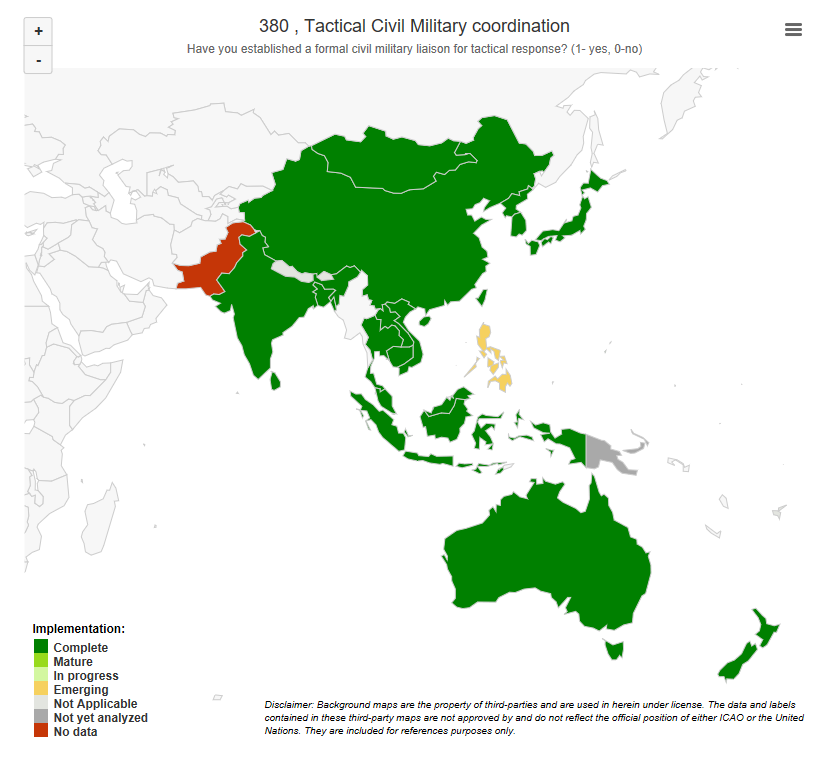 +
-
380 , Tactical Civil Military coordination
Have you established a formal civil military liaison for tactical response? (1- yes, 0-no)
Implementation:
Complete
Mature
In progress
Emerging
Not Applicable
Not yet analyzed
No data
Disclaimer: Background maps are the property of third-parties and are used in herein under license. The data and labels
contained in these third-party maps are not approved by and do not reflect the official position of either ICAO or the United
Nations. They are included for references purposes only.